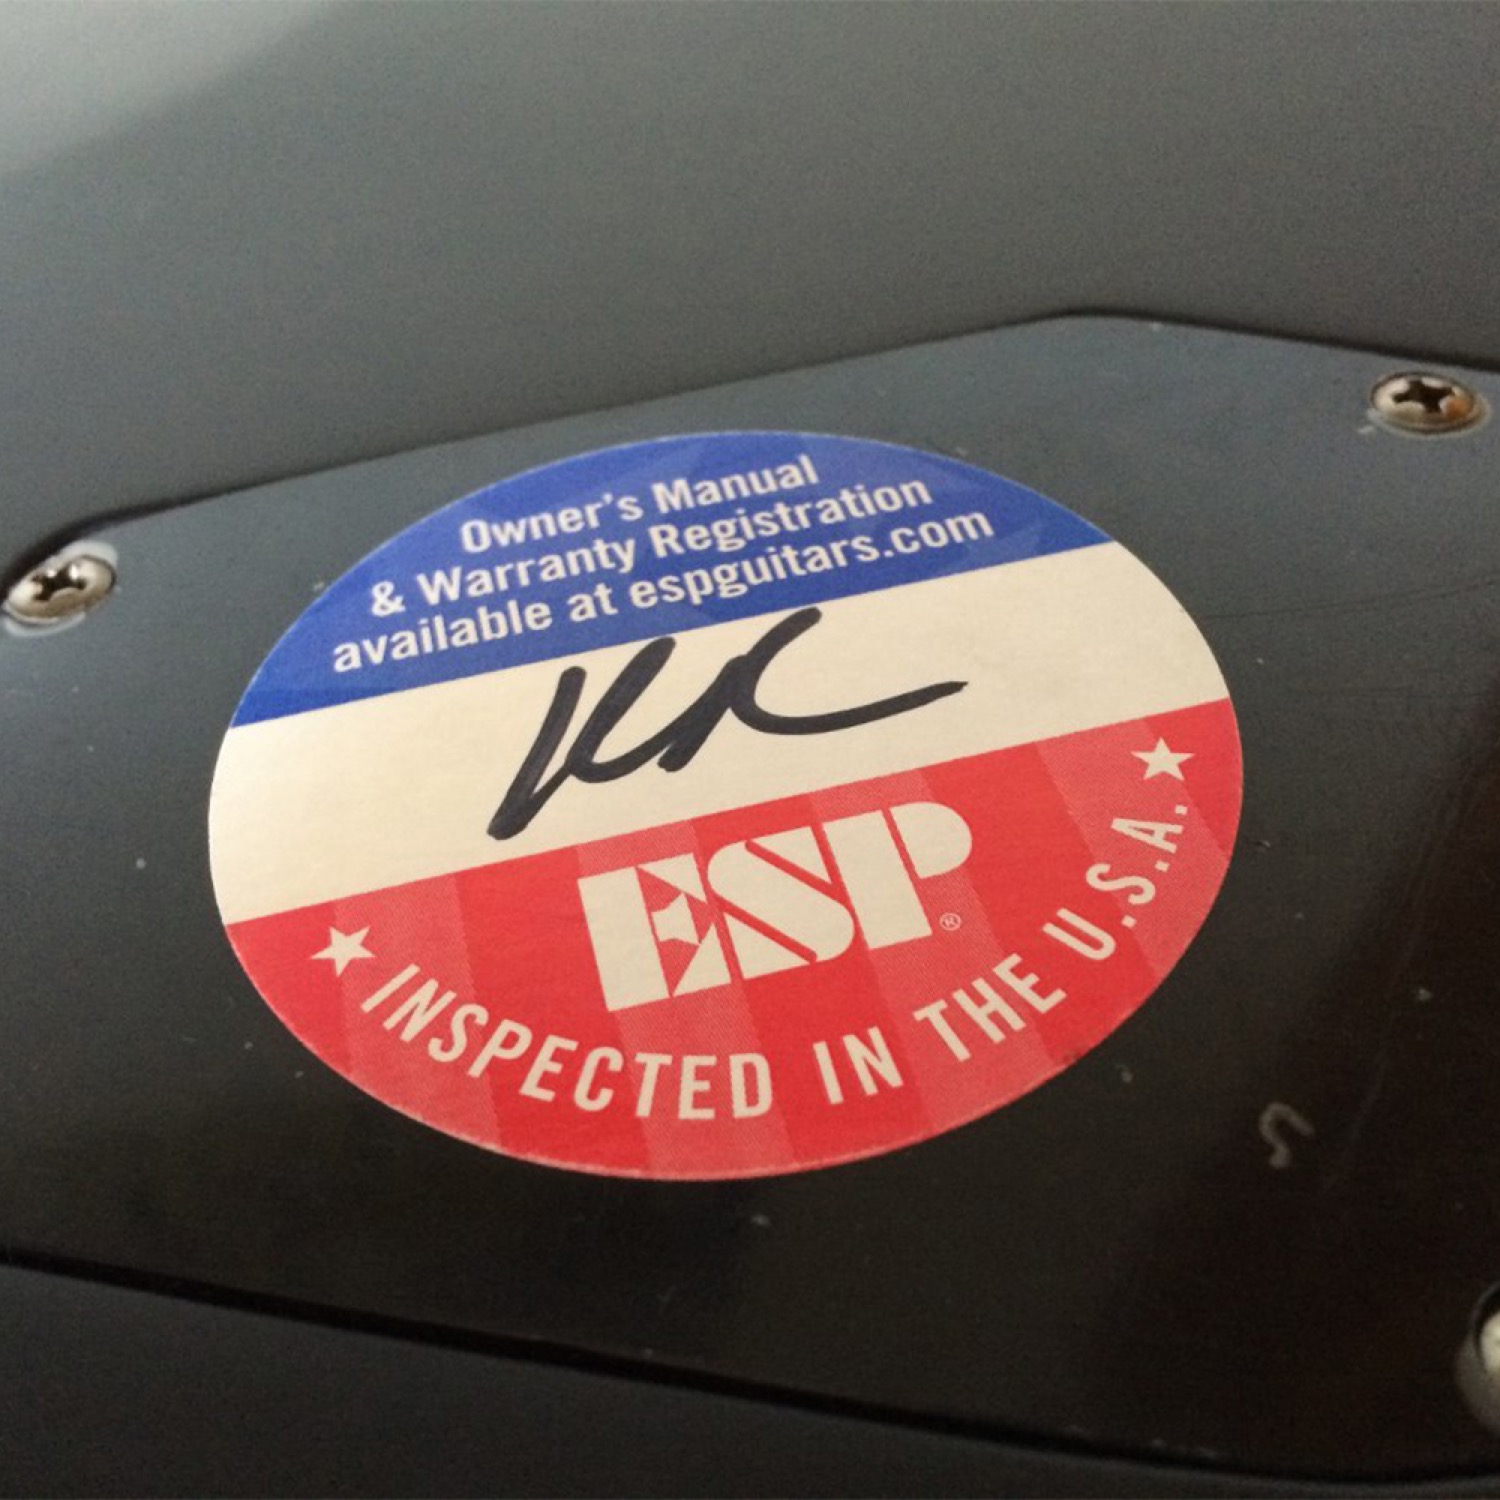 Owner's Manual
& Warranty Registration
available at espguitars.com
ESP®
INSPECTED IN THE U.S.A.